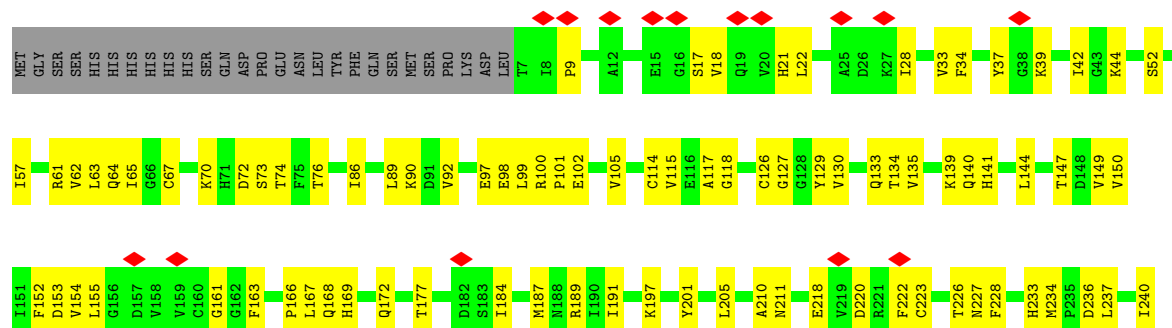 MET GLY SER SER HIS HIS HIS HIS HIS HIS SER GLN ASP PRO GLU ASN LEU TYR PHE GLN SER MET SER PRO LYS ASP LEU T7 I8 P9 A12 E15 G16 S17 V18 Q19 V20 H21 L22 A25 D26 K27 I28 V33 F34 Y37 G38 K39 I42 G43 K44 S52
I57 R61 V62 L63 Q64 I65 G66 C67 K70 H71 D72 S73 T74 F75 T76 I86 L89 K90 D91 V92 E97 E98 L99 R100 P101 E102 V105 C114 V115 E116 A117 G118 C126 G127 G128 Y129 V130 Q133 T134 V135 K139 Q140 H141 L144 T147 D148 V149 V150
I151 F152 D153 V154 L155 G156 D157 V158 V159 C160 G161 G162 F163 P166 L167 Q168 H169 Q172 T177 D182 S183 I184 M187 N188 R189 I190 I191 K197 Y201 L205 A210 N211 E218 V219 D220 R221 F222 C223 T226 N227 F228 H233 M234 P235 D236 L237 I240